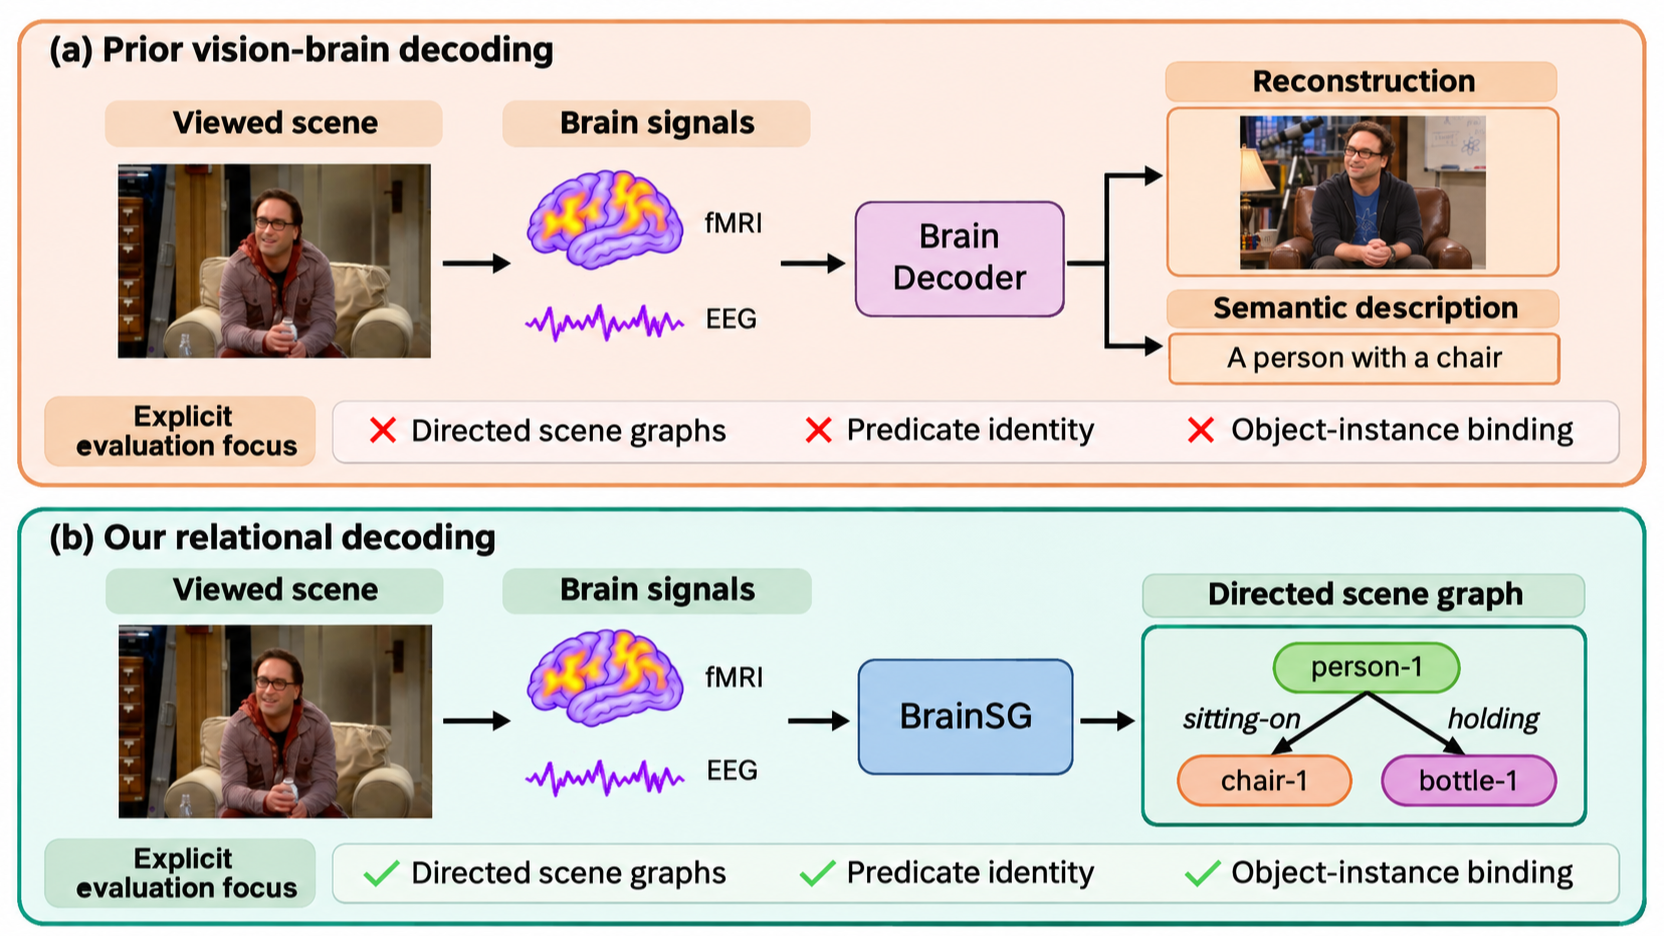 (a) Prior vision-brain decoding
Viewed scene
Brain signals
fMRI
EEG
Brain
Decoder
Reconstruction
Semantic description
A person with a chair
Explicit
evaluation focus
Directed scene graphs
Predicate identity
Object-instance binding
(b) Our relational decoding
Viewed scene
Brain signals
fMRI
EEG
BrainSG
Directed scene graph
person-1
sitting-on
holding
chair-1
bottle-1
Explicit
evaluation focus
Directed scene graphs
Predicate identity
Object-instance binding